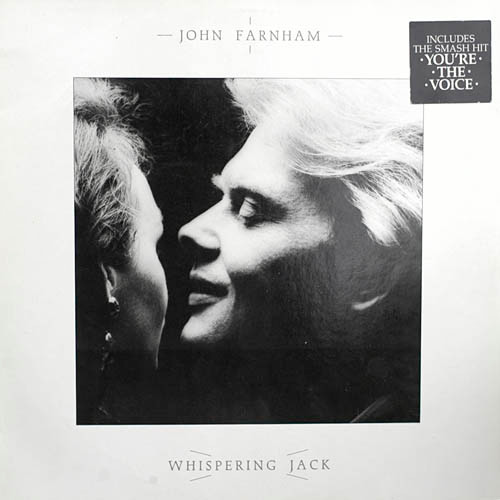 JOHN FARNHAM
INCLUDES
THE SMASH HIT
·YOU'RE·
·THE·
·VOICE·
WHISPERING JACK